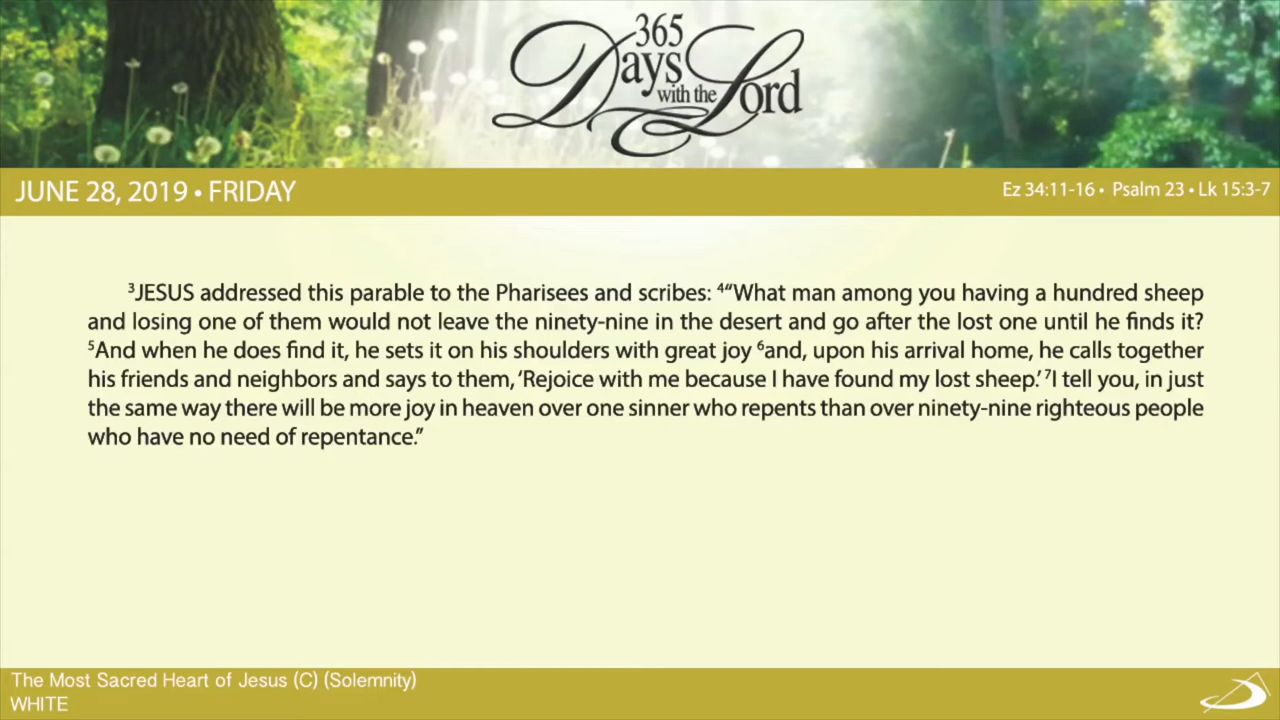 365
Days
with the
Lord
JUNE 28, 2019 • FRIDAY
Ez 34:11-16 • Psalm 23 • Lk 15:3-7
³JESUS addressed this parable to the Pharisees and scribes: ⁴“What man among you having a hundred sheep
and losing one of them would not leave the ninety-nine in the desert and go after the lost one until he finds it?
⁵And when he does find it, he sets it on his shoulders with great joy ⁶and, upon his arrival home, he calls together
his friends and neighbors and says to them, ‘Rejoice with me because I have found my lost sheep.’ ⁷I tell you, in just
the same way there will be more joy in heaven over one sinner who repents than over ninety-nine righteous people
who have no need of repentance.”
The Most Sacred Heart of Jesus (C) (Solemnity)
WHITE